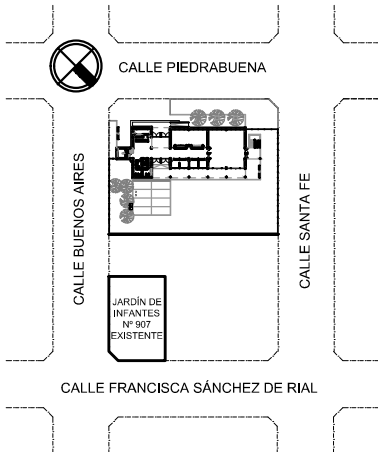 CALLE PIEDRABUENA
CALLE BUENOS AIRES
CALLE SANTA FE
JARDÍN DE
INFANTES
Nº 907
EXISTENTE
CALLE FRANCISCA SÁNCHEZ DE RIAL